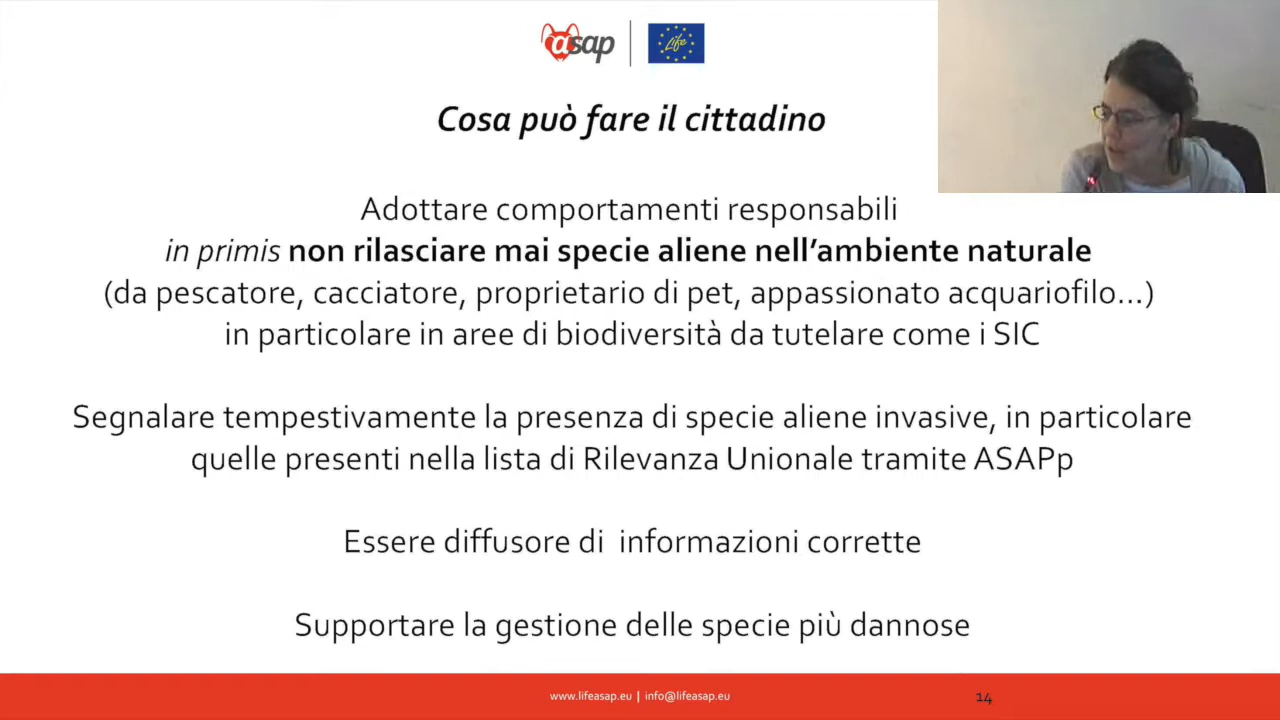 asap
Life
Cosa può fare il cittadino
Adottare comportamenti responsabili
in primis non rilasciare mai specie aliene nell’ambiente naturale
(da pescatore, cacciatore, proprietario di pet, appassionato acquariofilo...)
in particolare in aree di biodiversità da tutelare come i SIC
Segnalare tempestivamente la presenza di specie aliene invasive, in particolare
quelle presenti nella lista di Rilevanza Unionale tramite ASAPp
Essere diffusore di informazioni corrette
Supportare la gestione delle specie più dannose
www.lifeasap.eu | info@lifeasap.eu
14